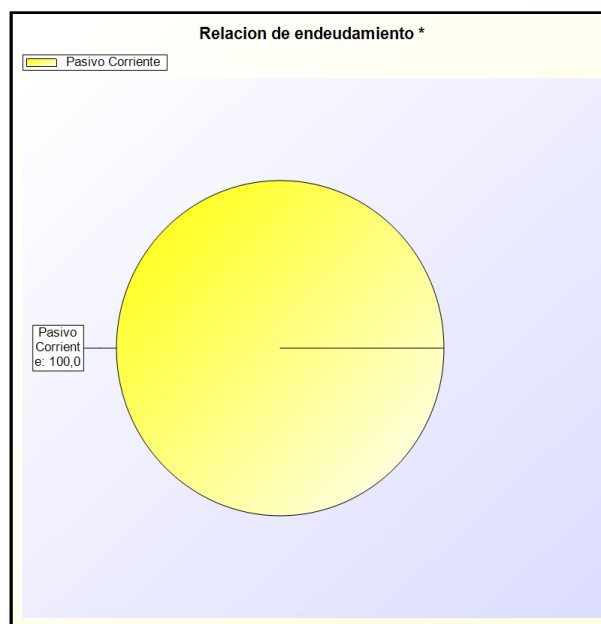 Relacion de endeudamiento *
Pasivo Corriente
Pasivo
Corrient
e: 100,0